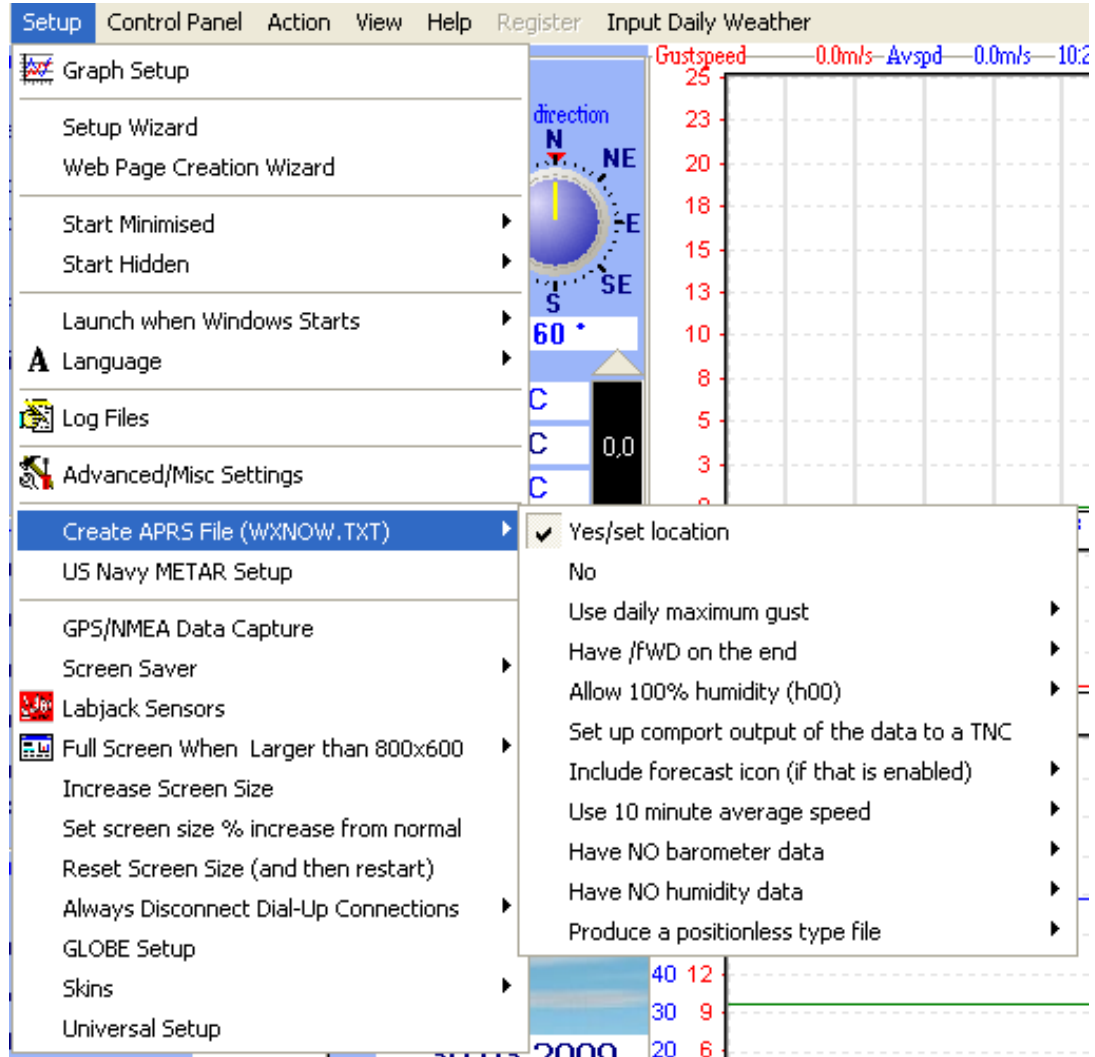 Setup Control Panel Action View Help Register Input Daily Weather
Graph Setup
Setup Wizard
Web Page Creation Wizard
Start Minimised
Start Hidden
Launch when Windows Starts
A Language
Log Files
Advanced/Misc Settings
Create APRS File (WXNOW.TXT)
US Navy METAR Setup
GPS/NMEA Data Capture
Screen Saver
Labjack Sensors
Full Screen When Larger than 800x600
Increase Screen Size
Set screen size % increase from normal
Reset Screen Size (and then restart)
Always Disconnect Dial-Up Connections
GLOBE Setup
Skins
Universal Setup
Yes/set location
No
Use daily maximum gust
Have /fWD on the end
Allow 100% humidity (h00)
Set up comport output of the data to a TNC
Include forecast icon (if that is enabled)
Use 10 minute average speed
Have NO barometer data
Have NO humidity data
Produce a positionless type file
direction
N
NE
E
SE
S
60 °
C
C
C
0,0
Gustspeed 0.0m/s Avspd 0.0m/s 10:2
25
23
20
18
15
13
10
8
5
3
40 12
30 9
20 6
2009